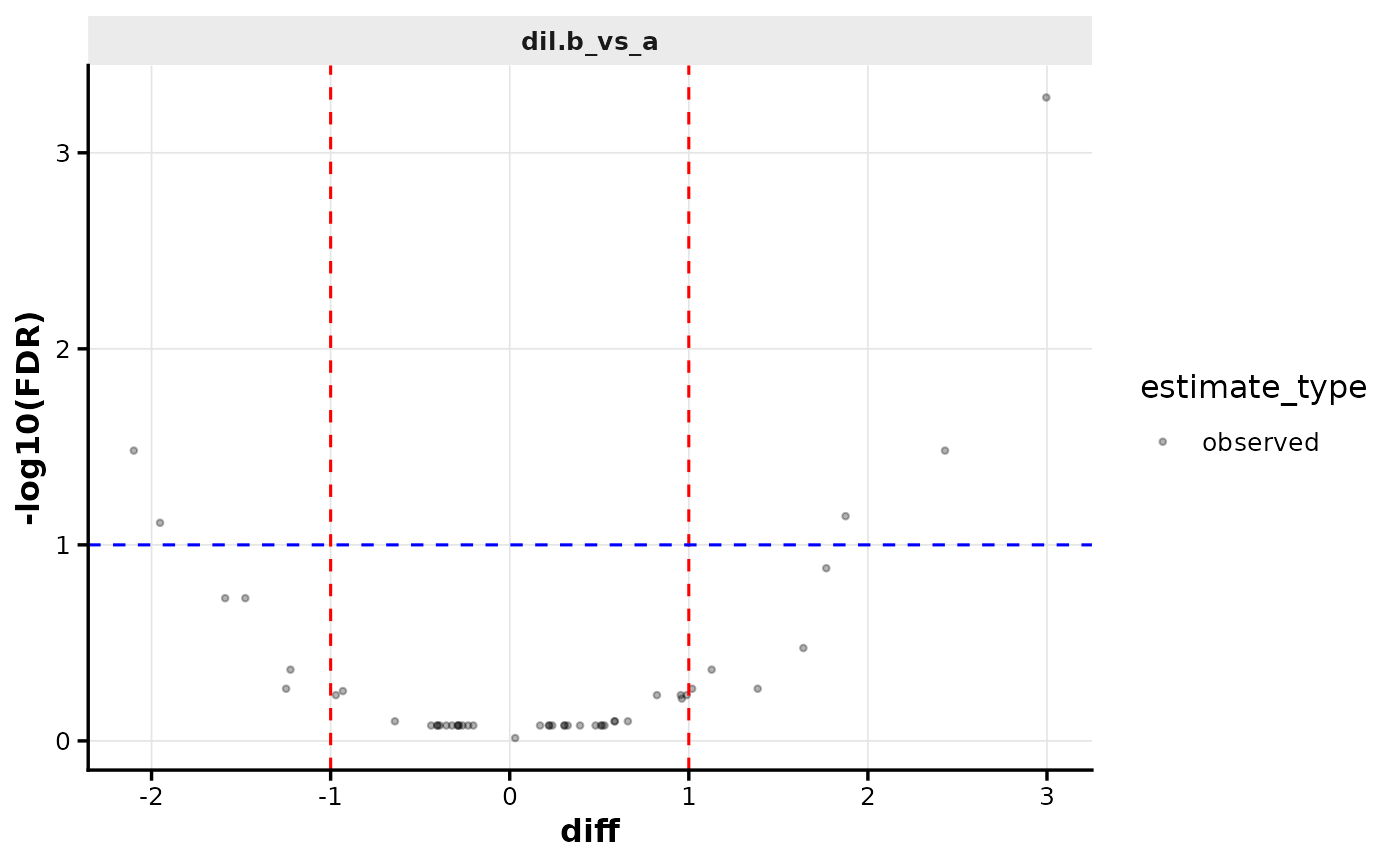 dil.b_vs_a
-log10(FDR)
3
2
1
0
-2
-1
0
1
2
3
diff
estimate_type
observed